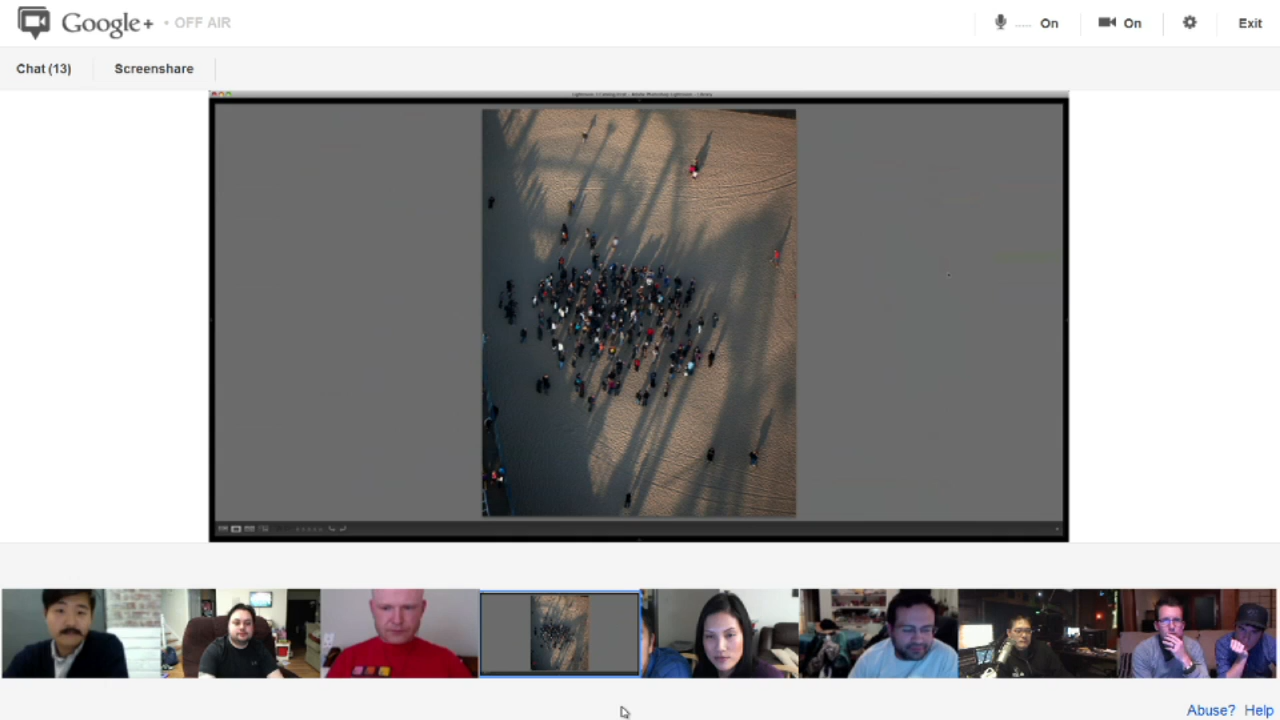 Google+ • OFF AIR
On
On
Exit
Chat (13)
Screenshare
Abuse? Help